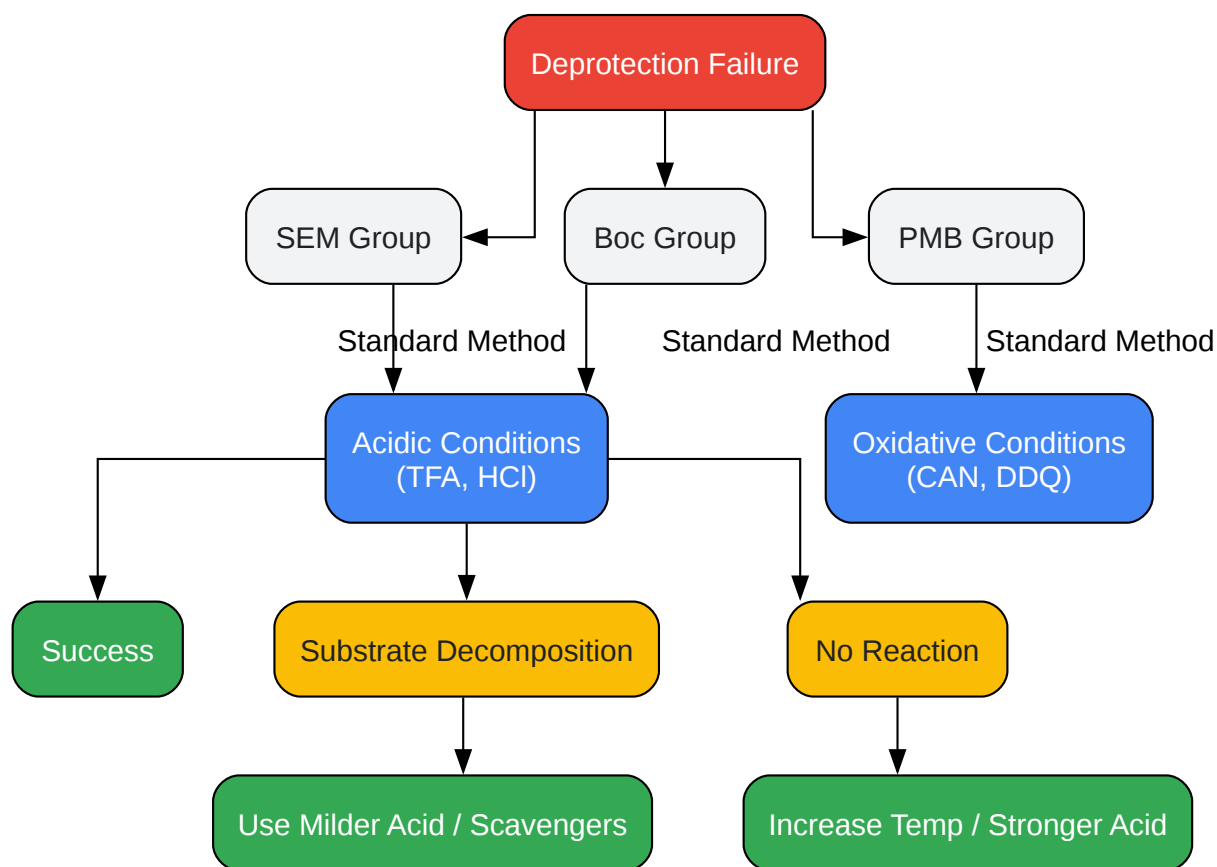 Deprotection Failure
SEM Group
Boc Group
PMB Group
Standard Method
Standard Method
Standard Method
Acidic Conditions
(TFA, HCl)
Oxidative Conditions
(CAN, DDQ)
Success
Substrate Decomposition
No Reaction
Use Milder Acid / Scavengers
Increase Temp / Stronger Acid